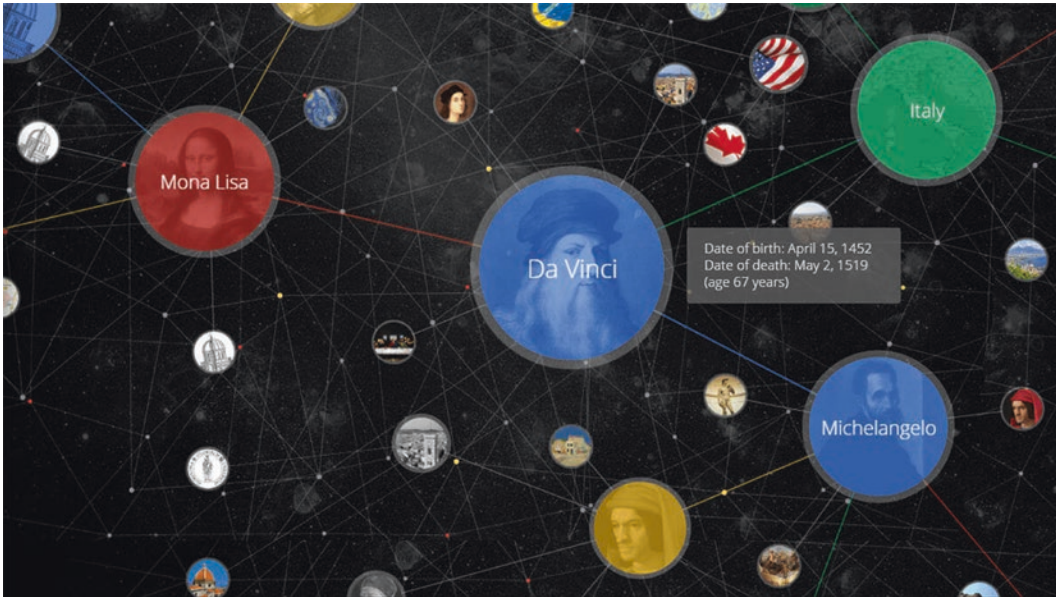 Italy
Mona Lisa
Da Vinci
Date of birth: April 15, 1452
Date of death: May 2, 1519
(age 67 years)
Michelangelo